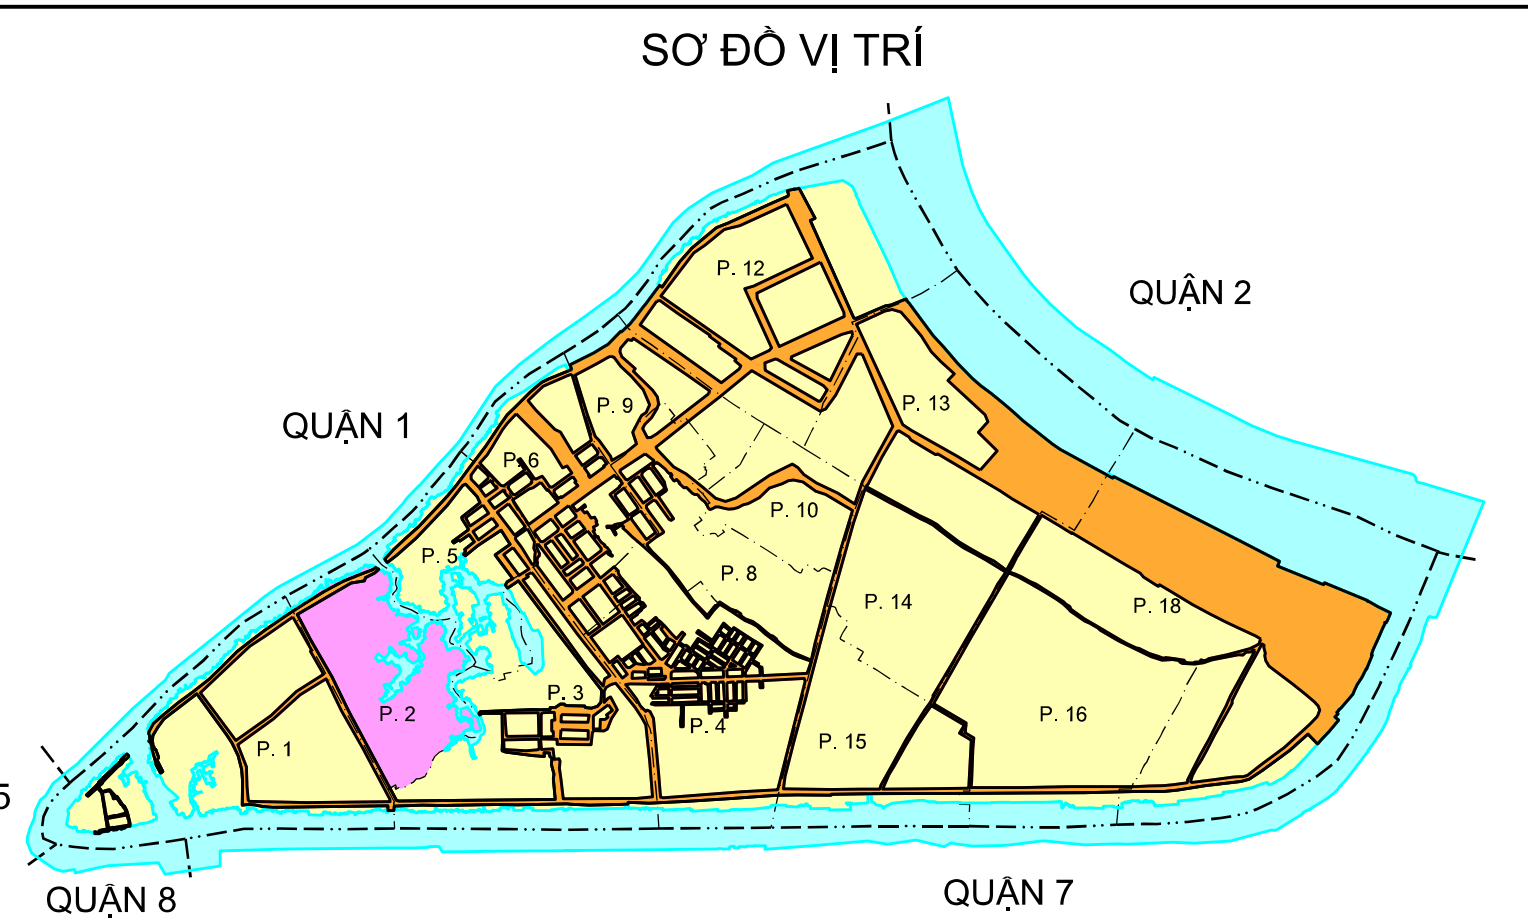 SƠ ĐỒ VỊ TRÍ
P. 12
QUẬN 2
P. 9
P. 13
QUẬN 1
P. 6
P. 10
P. 5
P. 8
P. 14
P. 18
P. 3
P. 2
P. 4
P. 16
P. 1
P. 15
5
QUẬN 8
QUẬN 7